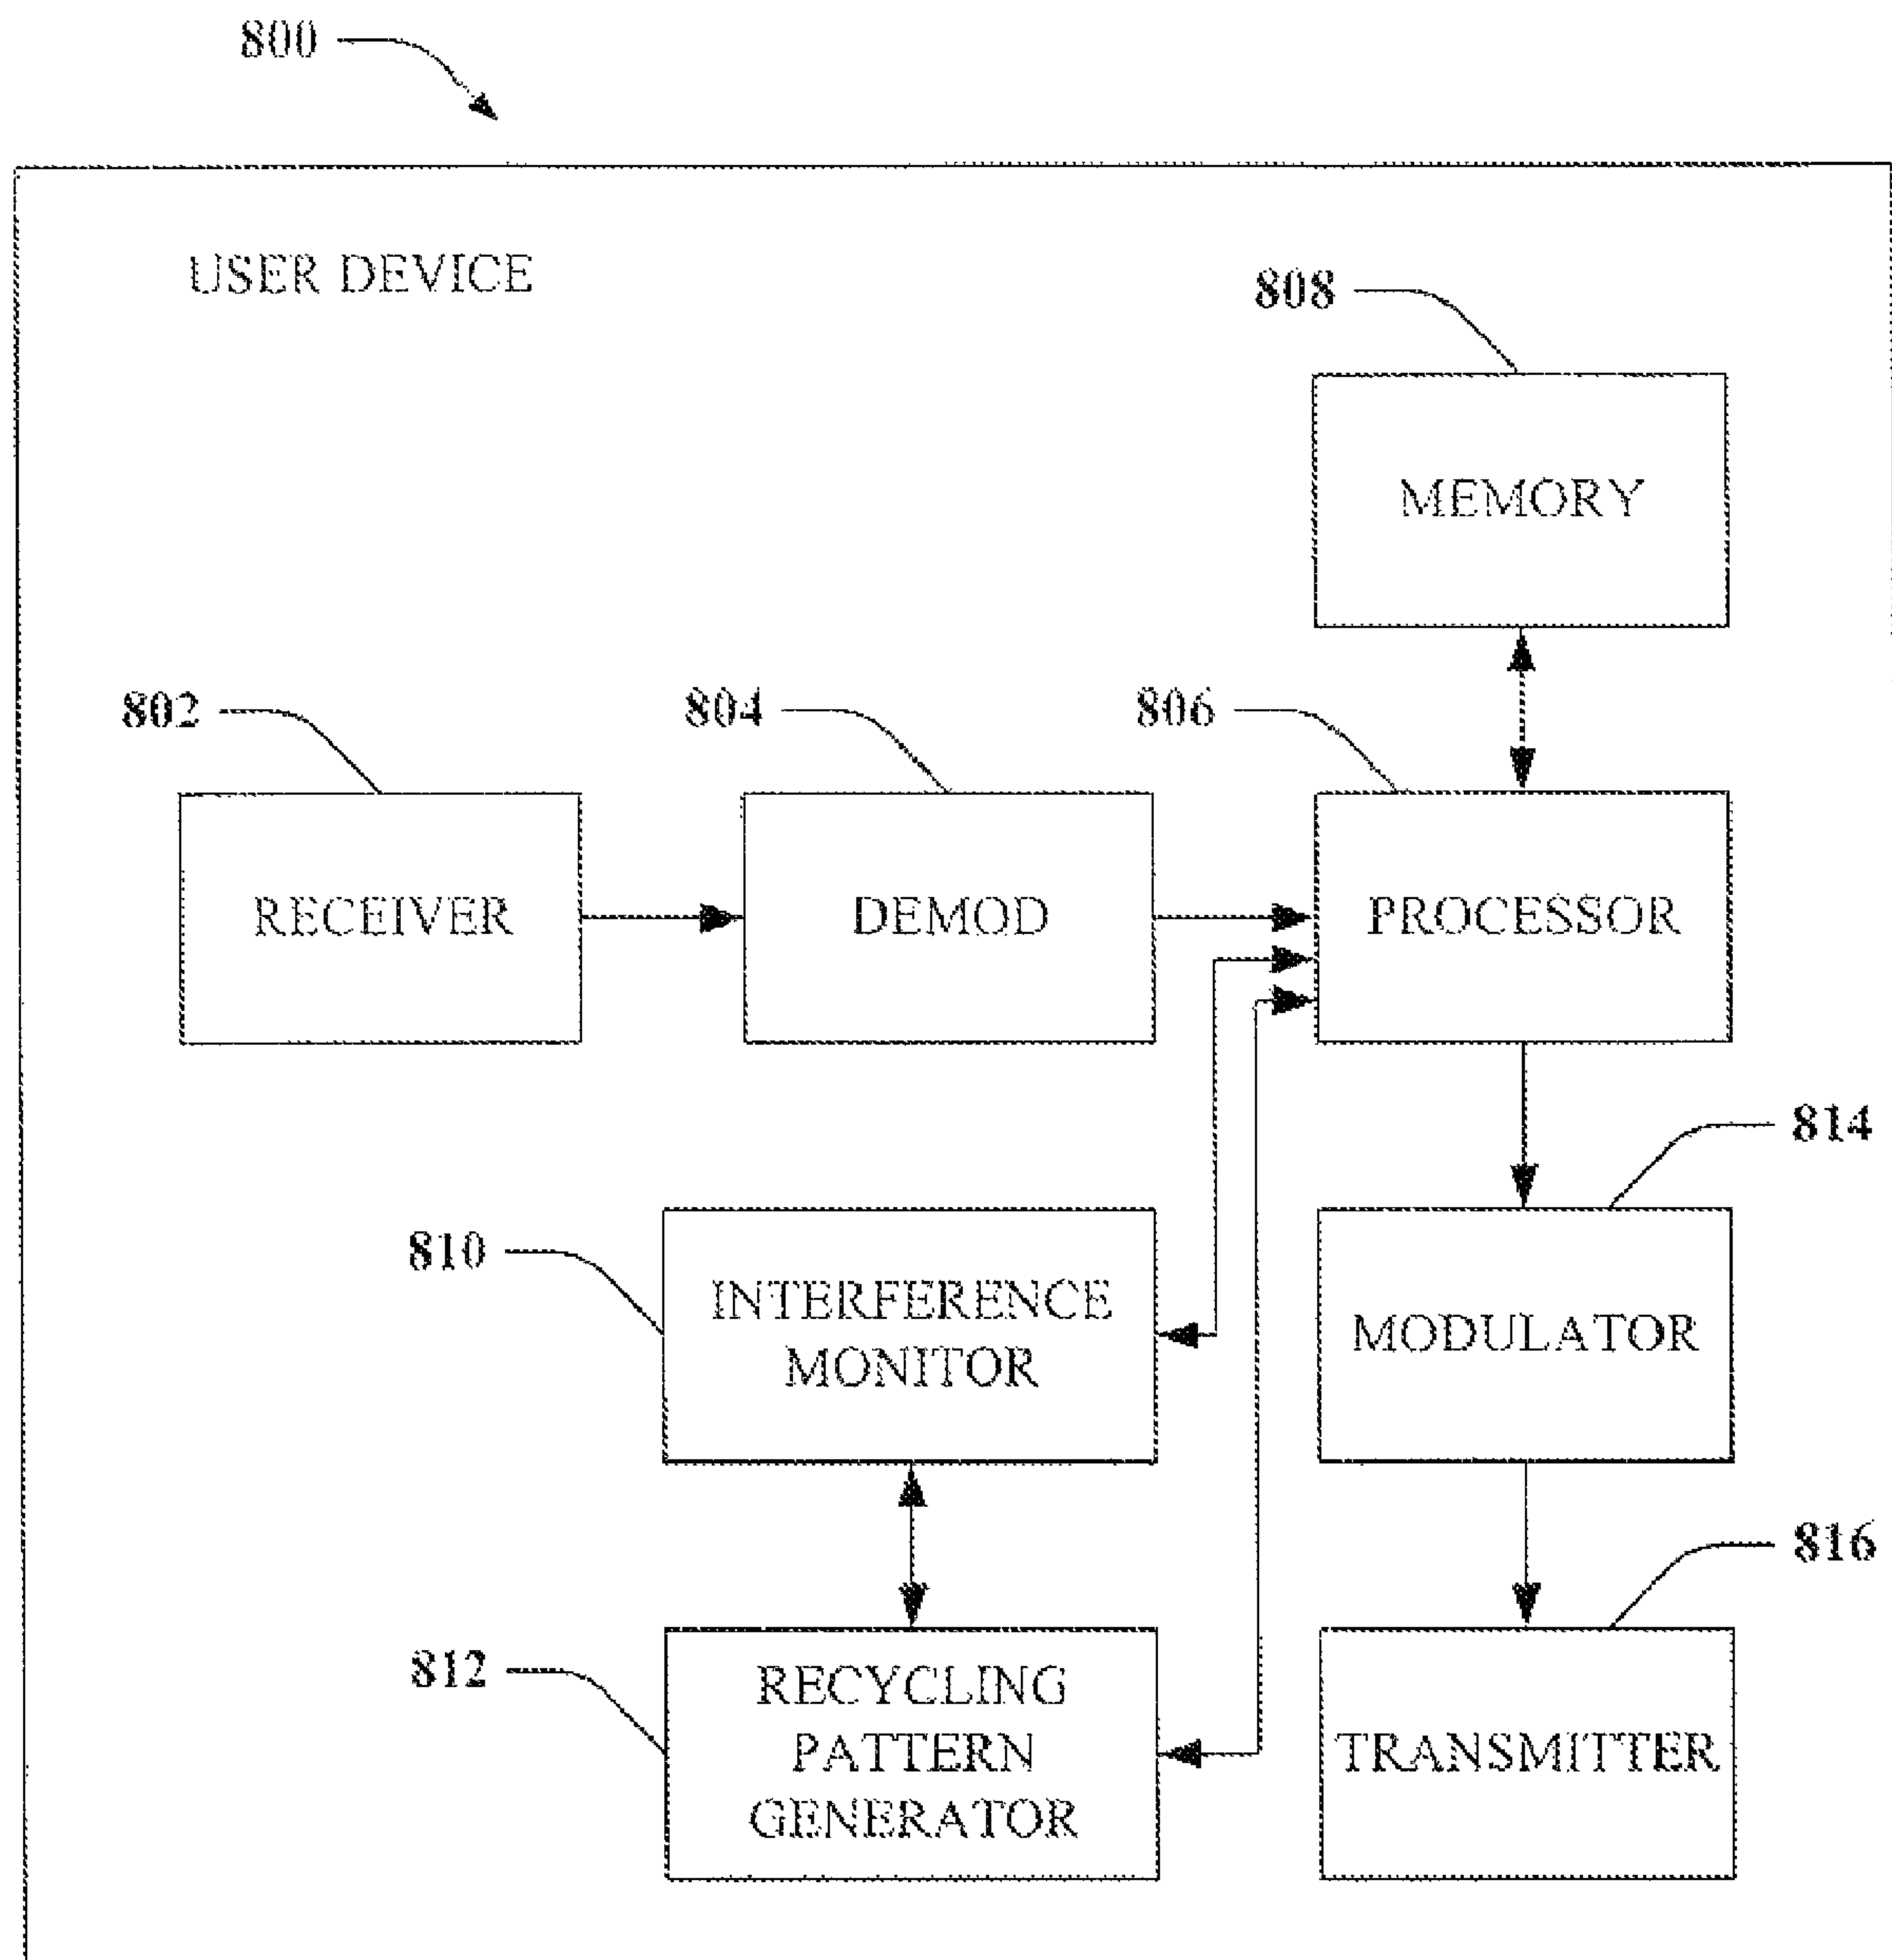 800
USER DEVICE
808
MEMORY
802
804
806
RECEIVER
DEMOD
PROCESSOR
814
810
INTERFERENCE
MONITOR
MODULATOR
816
812
RECYCLING
PATTERN
GENERATOR
TRANSMITTER